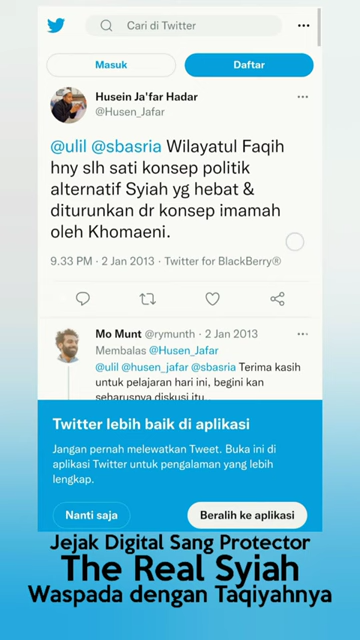 Cari di Twitter
Masuk
Daftar
Husein Ja'far Hadar
@Husen_Jafar
@ulil @sbasria Wilayatul Faqih
hny slh sati konsep politik
alternatif Syiah yg hebat &
diturunkan dr konsep imamah
oleh Khomaeni.
9.33 PM · 2 Jan 2013 · Twitter for BlackBerry®
Mo Munt @rymunth · 2 Jan 2013
Membalas @Husen_Jafar
@ulil @husen_jafar @sbasria Terima kasih
untuk pelajaran hari ini, begini kan
seharusnya diskusi itu..
Twitter lebih baik di aplikasi
Jangan pernah melewatkan Tweet. Buka ini di
aplikasi Twitter untuk pengalaman yang lebih
lengkap.
Nanti saja
Beralih ke aplikasi
Jejak Digital Sang Protector
The Real Syiah
Waspada dengan Taqiyahnya